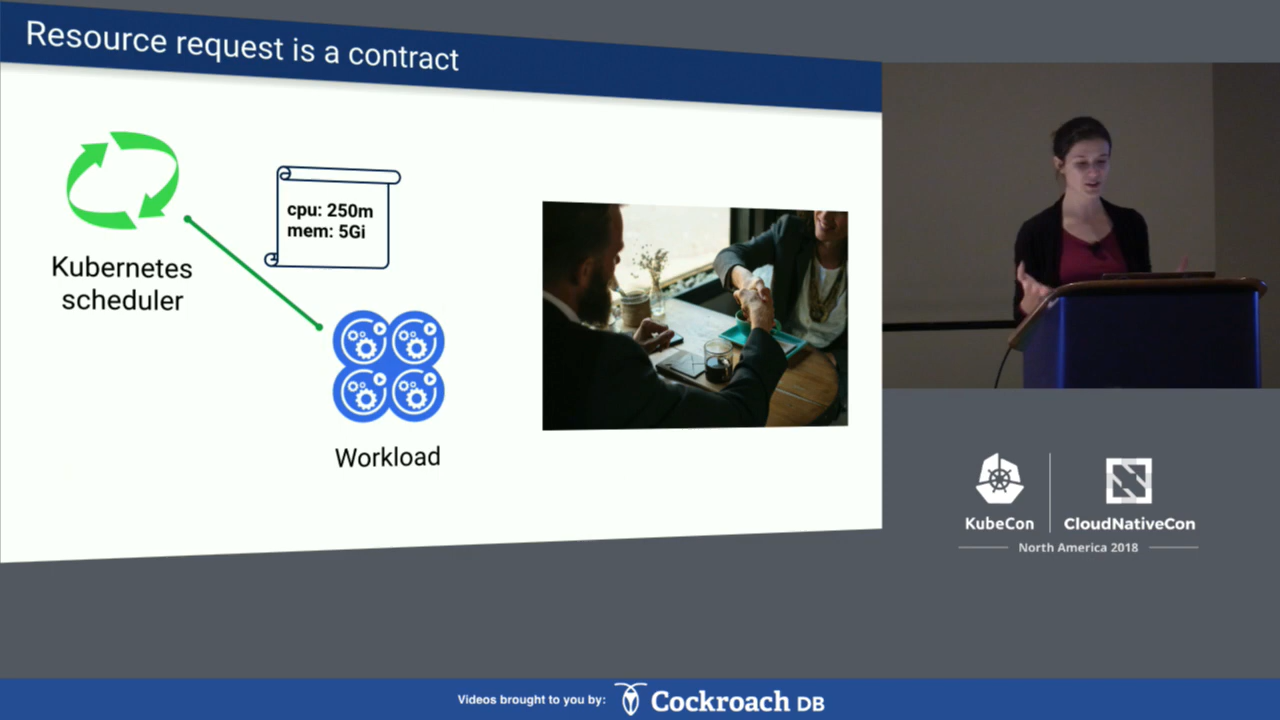 Resource request is a contract
cpu: 250m
mem: 5Gi
Kubernetes
scheduler
Workload
KubeCon
CloudNativeCon
North America 2018
Videos brought to you by:
Cockroach DB